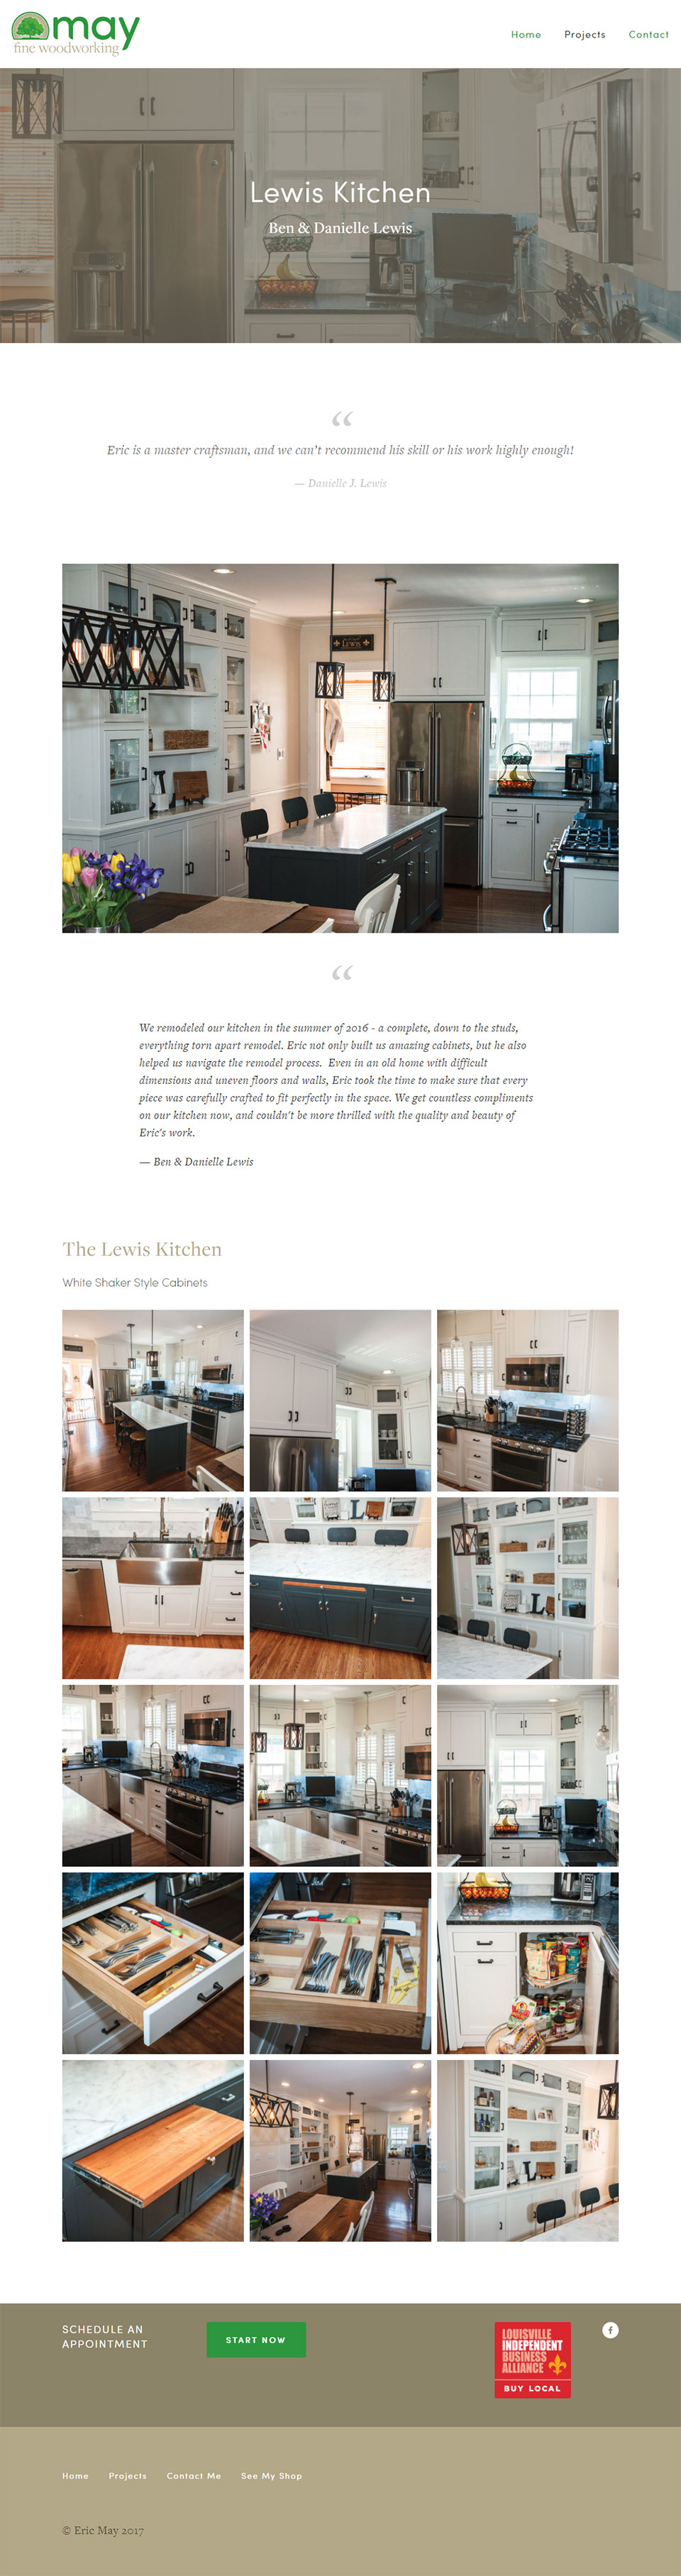 may
fine woodworking
Home Projects Contact
Lewis Kitchen
Ben & Danielle Lewis
“
Eric is a master craftsman, and we can’t recommend his skill or his work highly enough!
— Danielle J. Lewis
LEWIS
“
We remodeled our kitchen in the summer of 2016 - a complete, down to the studs,
everything torn apart remodel. Eric not only built us amazing cabinets, but he also
helped us navigate the remodel process.  Even in an old home with difficult
dimensions and uneven floors and walls, Eric took the time to make sure that every
piece was carefully crafted to fit perfectly in the space. We get countless compliments
on our kitchen now, and couldn't be more thrilled with the quality and beauty of
Eric's work.
— Ben & Danielle Lewis
The Lewis Kitchen
White Shaker Style Cabinets
SCHEDULE AN
APPOINTMENT
START NOW
LOUISVILLE
INDEPENDENT
BUSINESS
ALLIANCE
BUY LOCAL
Home Projects Contact Me See My Shop
© Eric May 2017